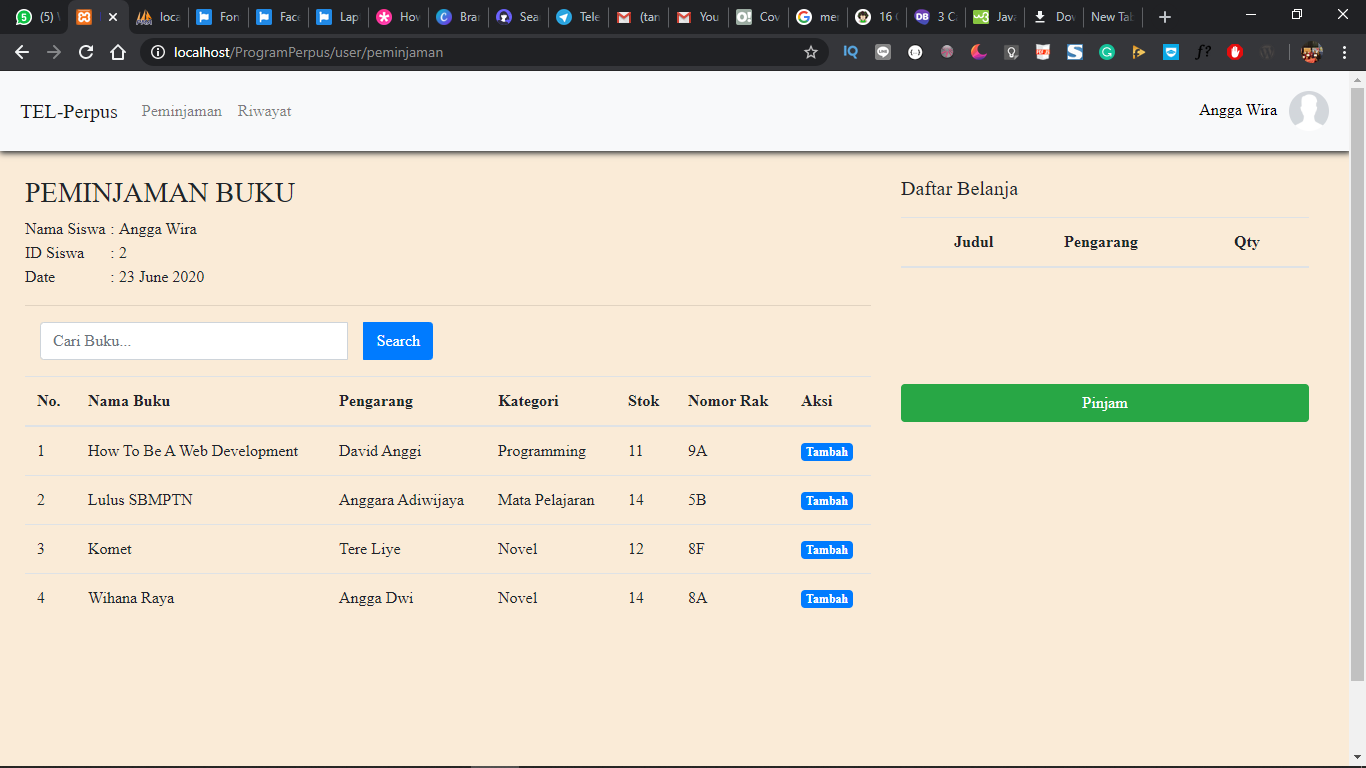 (5)
loca
Fon
Face
Lap
How
Bra
Sea
Tele
(tan
You
Cov
me
16
3 C
Java
Do
New Tab
localhost/ProgramPerpus/user/peminjaman
TEL-Perpus Peminjaman Riwayat Angga Wira
PEMINJAMAN BUKU
Nama Siswa : Angga Wira
ID Siswa : 2
Date : 23 June 2020
Cari Buku... Search
No. Nama Buku Pengarang Kategori Stok Nomor Rak Aksi
1 How To Be A Web Development David Anggi Programming 11 9A Tambah
2 Lulus SBMPTN Anggara Adiwijaya Mata Pelajaran 14 5B Tambah
3 Komet Tere Liye Novel 12 8F Tambah
4 Wihana Raya Angga Dwi Novel 14 8A Tambah
Daftar Belanja
Judul Pengarang Qty
Pinjam